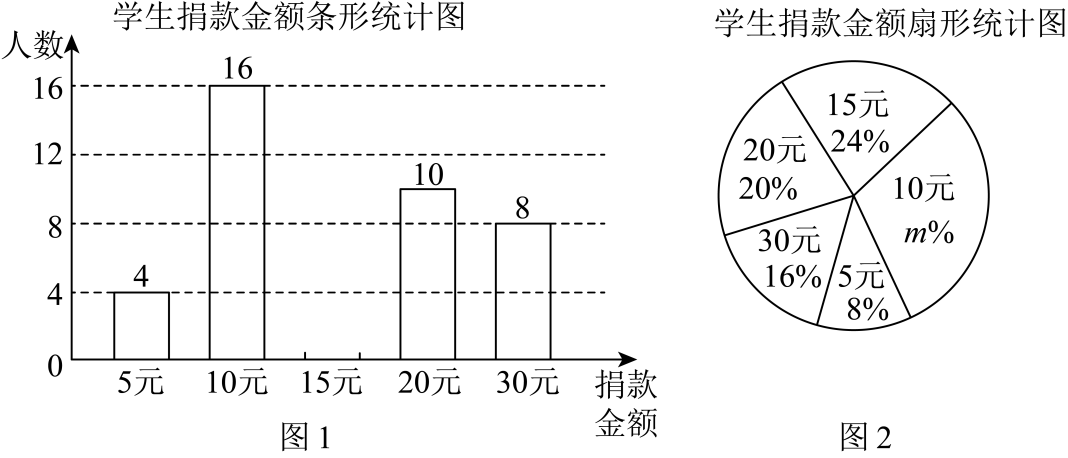 学生捐款金额条形统计图
人数
16
12
8
4
0
4
16
10
8
5元
10元
15元
20元
30元
捐款
金额
图1
学生捐款金额扇形统计图
15元
24%
20元
20%
10元
m%
30元
16%
5元
8%
图2